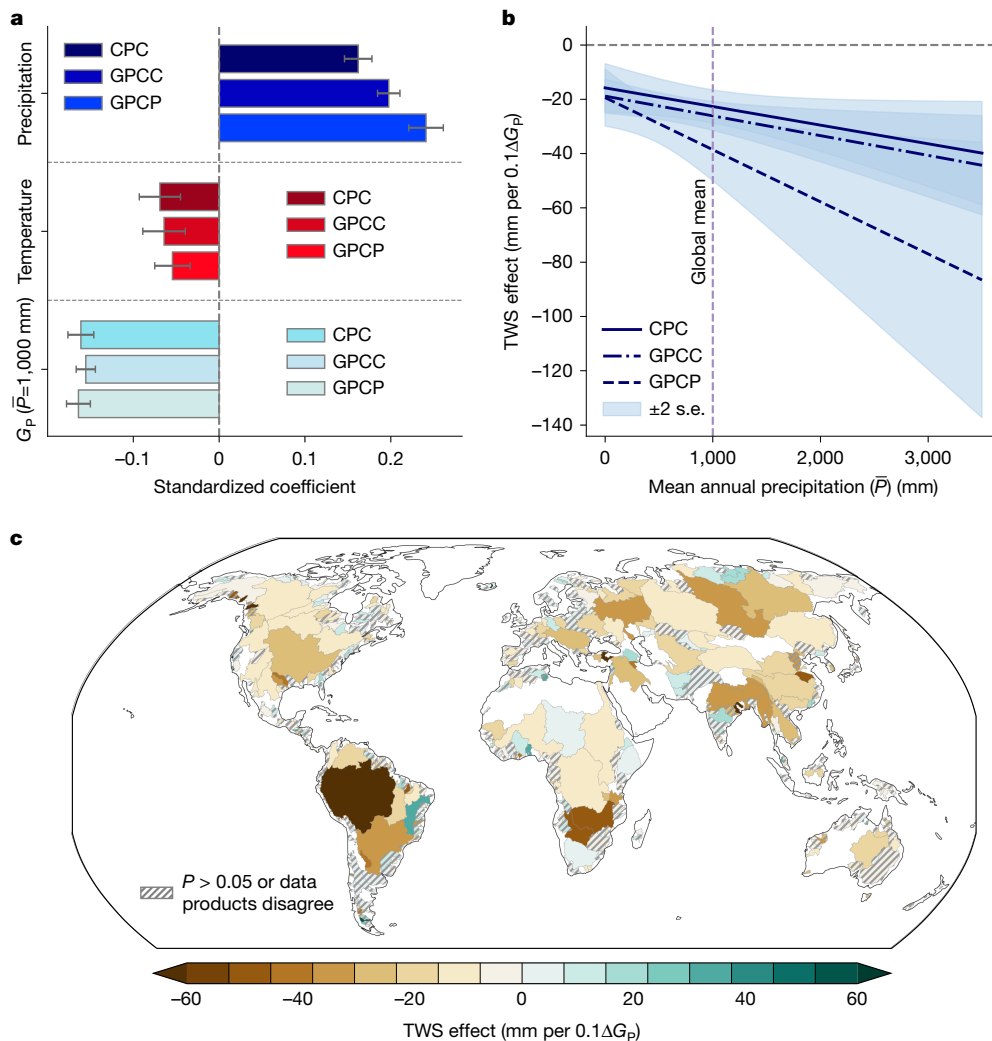 a
CPC
GPCC
GPCP
Precipitation
CPC
GPCC
GPCP
Temperature
CPC
GPCC
GPCP
G_P (P̅=1,000 mm)
−0.1 0 0.1 0.2
Standardized coefficient
b
0
−20
−40
−60
−80
−100
−120
−140
TWS effect (mm per 0.1ΔG_P)
Global mean
CPC
GPCC
GPCP
±2 s.e.
0 1,000 2,000 3,000
Mean annual precipitation (P̅) (mm)
c
P > 0.05 or data
products disagree
−60 −40 −20 0 20 40 60
TWS effect (mm per 0.1ΔG_P)